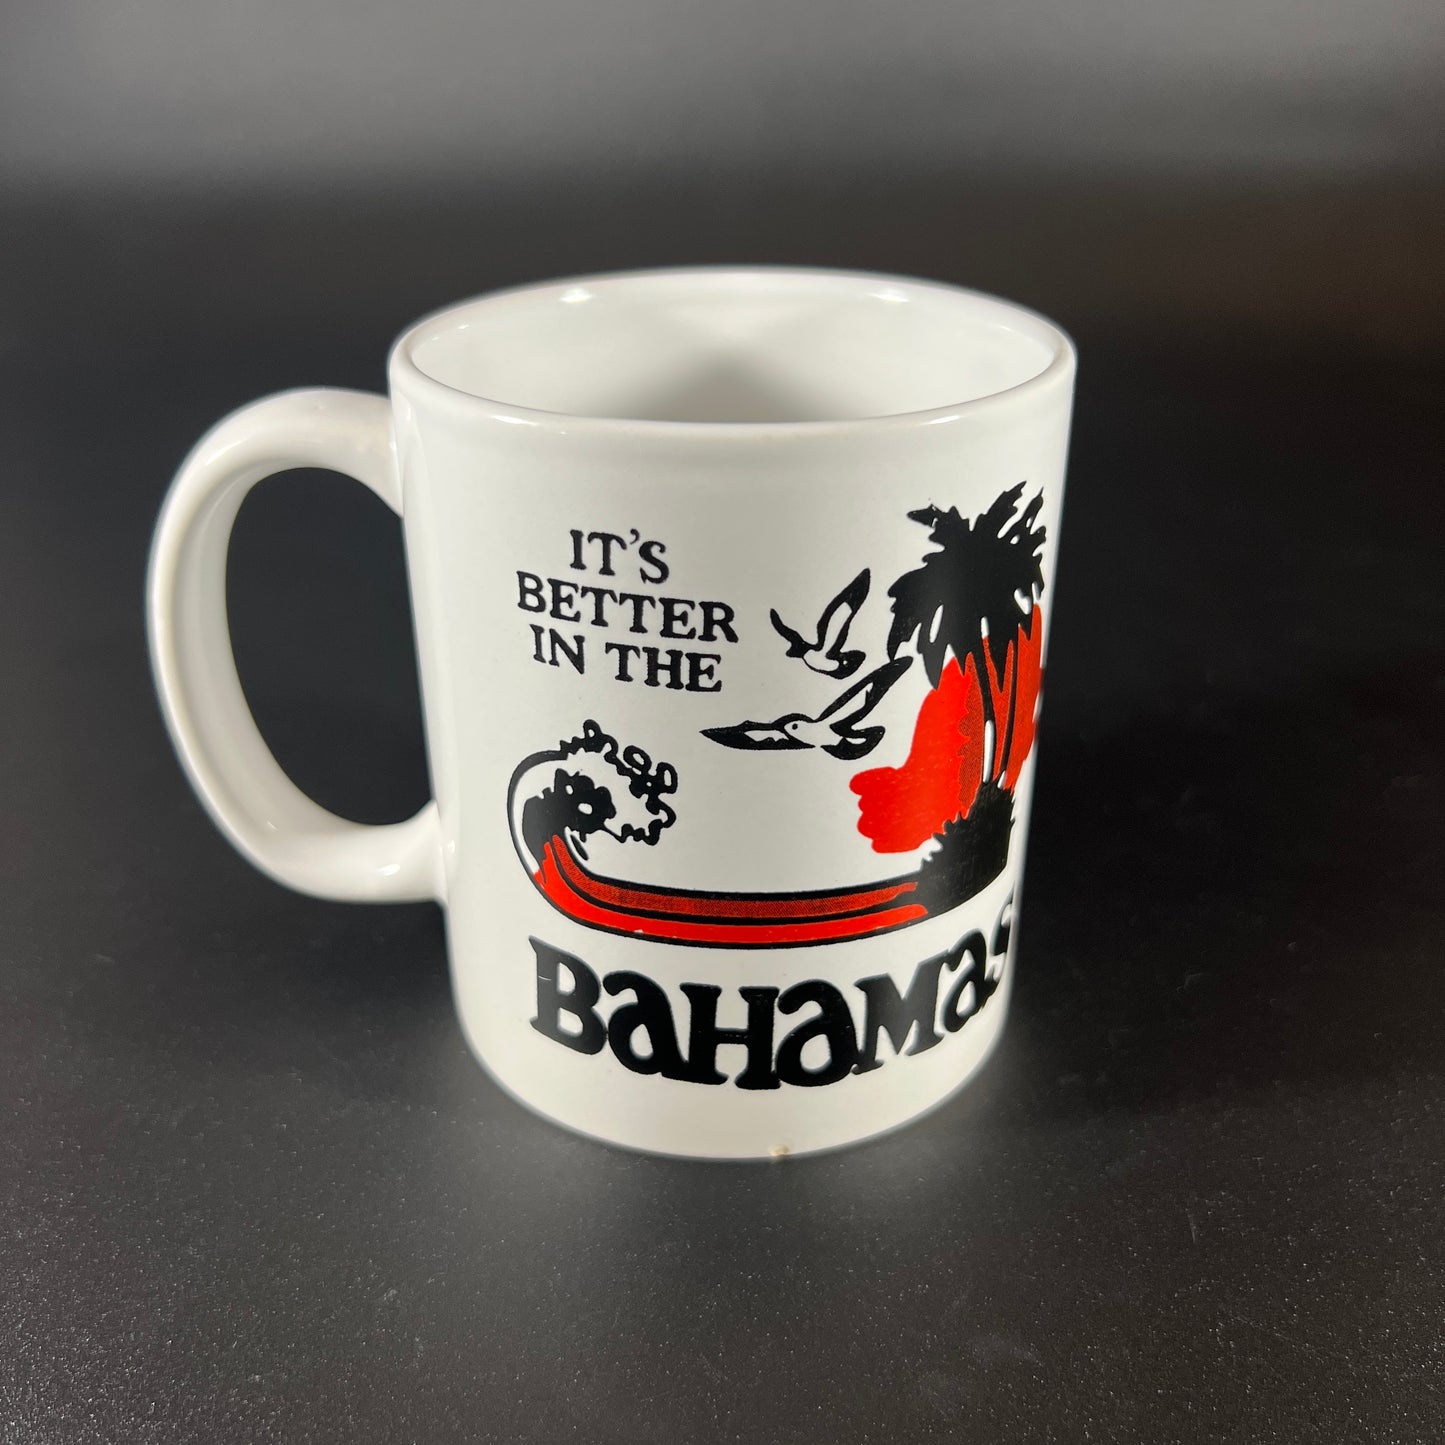 IT'S
BETTER
IN THE
BAHAMAS